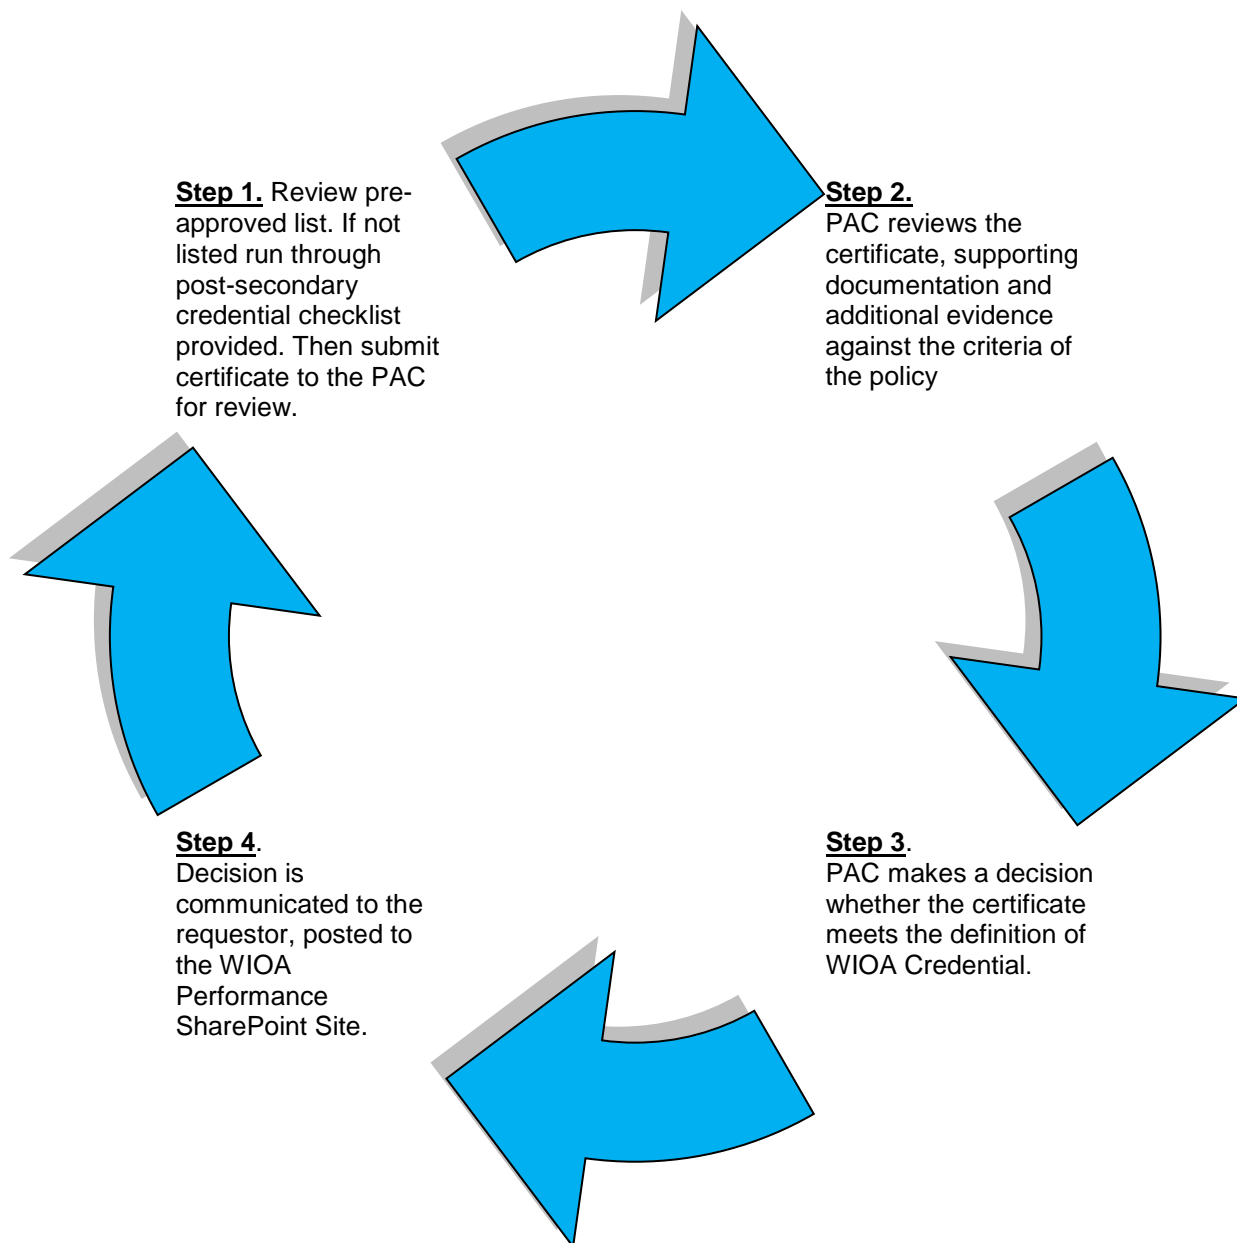 Step 1. Review pre-
approved list. If not
listed run through
post-secondary
credential checklist
provided. Then submit
certificate to the PAC
for review.
Step 2.
PAC reviews the
certificate, supporting
documentation and
additional evidence
against the criteria of
the policy
Step 3.
PAC makes a decision
whether the certificate
meets the definition of
WIOA Credential.
Step 4.
Decision is
communicated to the
requestor, posted to
the WIOA
Performance
SharePoint Site.